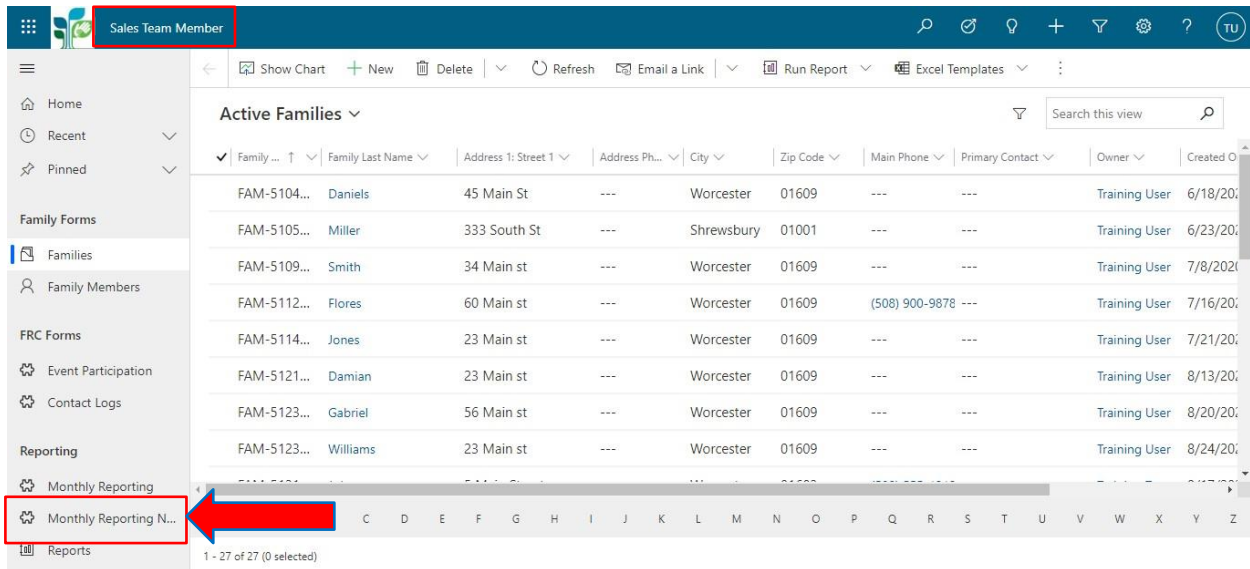 Sales Team Member
TU
Show Chart New Delete Refresh Email a Link Run Report Excel Templates
Home
Recent
Pinned
Family Forms
Families
Family Members
FRC Forms
Event Participation
Contact Logs
Reporting
Monthly Reporting
Monthly Reporting N...
Reports
Active Families
Search this view
Family ... Family Last Name Address 1: Street 1 Address Ph... City Zip Code Main Phone Primary Contact Owner Created O
FAM-5104... Daniels 45 Main St --- Worcester 01609 --- --- Training User 6/18/202
FAM-5105... Miller 333 South St --- Shrewsbury 01001 --- --- Training User 6/23/202
FAM-5109... Smith 34 Main st --- Worcester 01609 --- --- Training User 7/8/2020
FAM-5112... Flores 60 Main st --- Worcester 01609 (508) 900-9878 --- Training User 7/16/202
FAM-5114... Jones 23 Main st --- Worcester 01609 --- --- Training User 7/21/202
FAM-5121... Damian 23 Main st --- Worcester 01609 --- --- Training User 8/13/202
FAM-5123... Gabriel 56 Main st --- Worcester 01609 --- --- Training User 8/20/202
FAM-5123... Williams 23 Main st --- Worcester 01609 --- --- Training User 8/24/202
C D E F G H I J K L M N O P Q R S T U V W X Y Z
1 - 27 of 27 (0 selected)